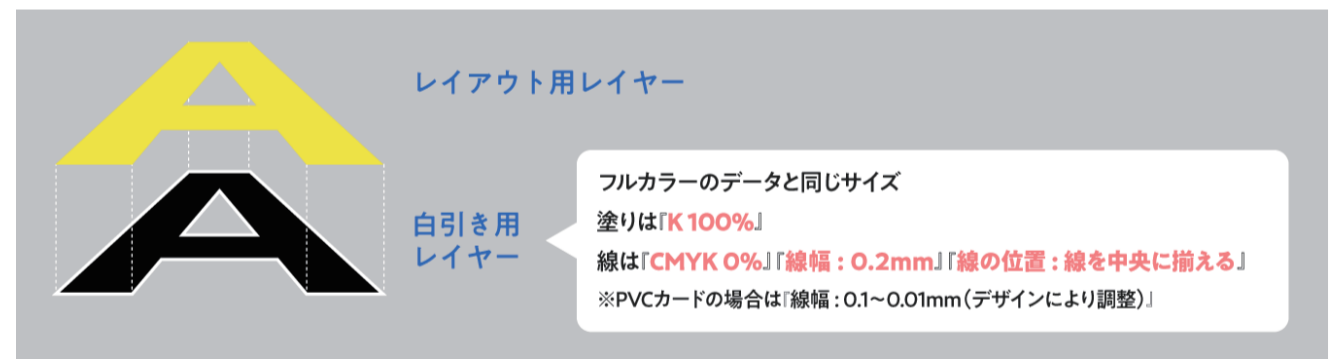 A
レイアウト用レイヤー
A
白引き用
レイヤー
フルカラーのデータと同じサイズ
塗りは『K 100%』
線は『CMYK 0%』『線幅 : 0.2mm』『線の位置 : 線を中央に揃える』
※PVCカードの場合は『線幅 : 0.1〜0.01mm（デザインにより調整）』